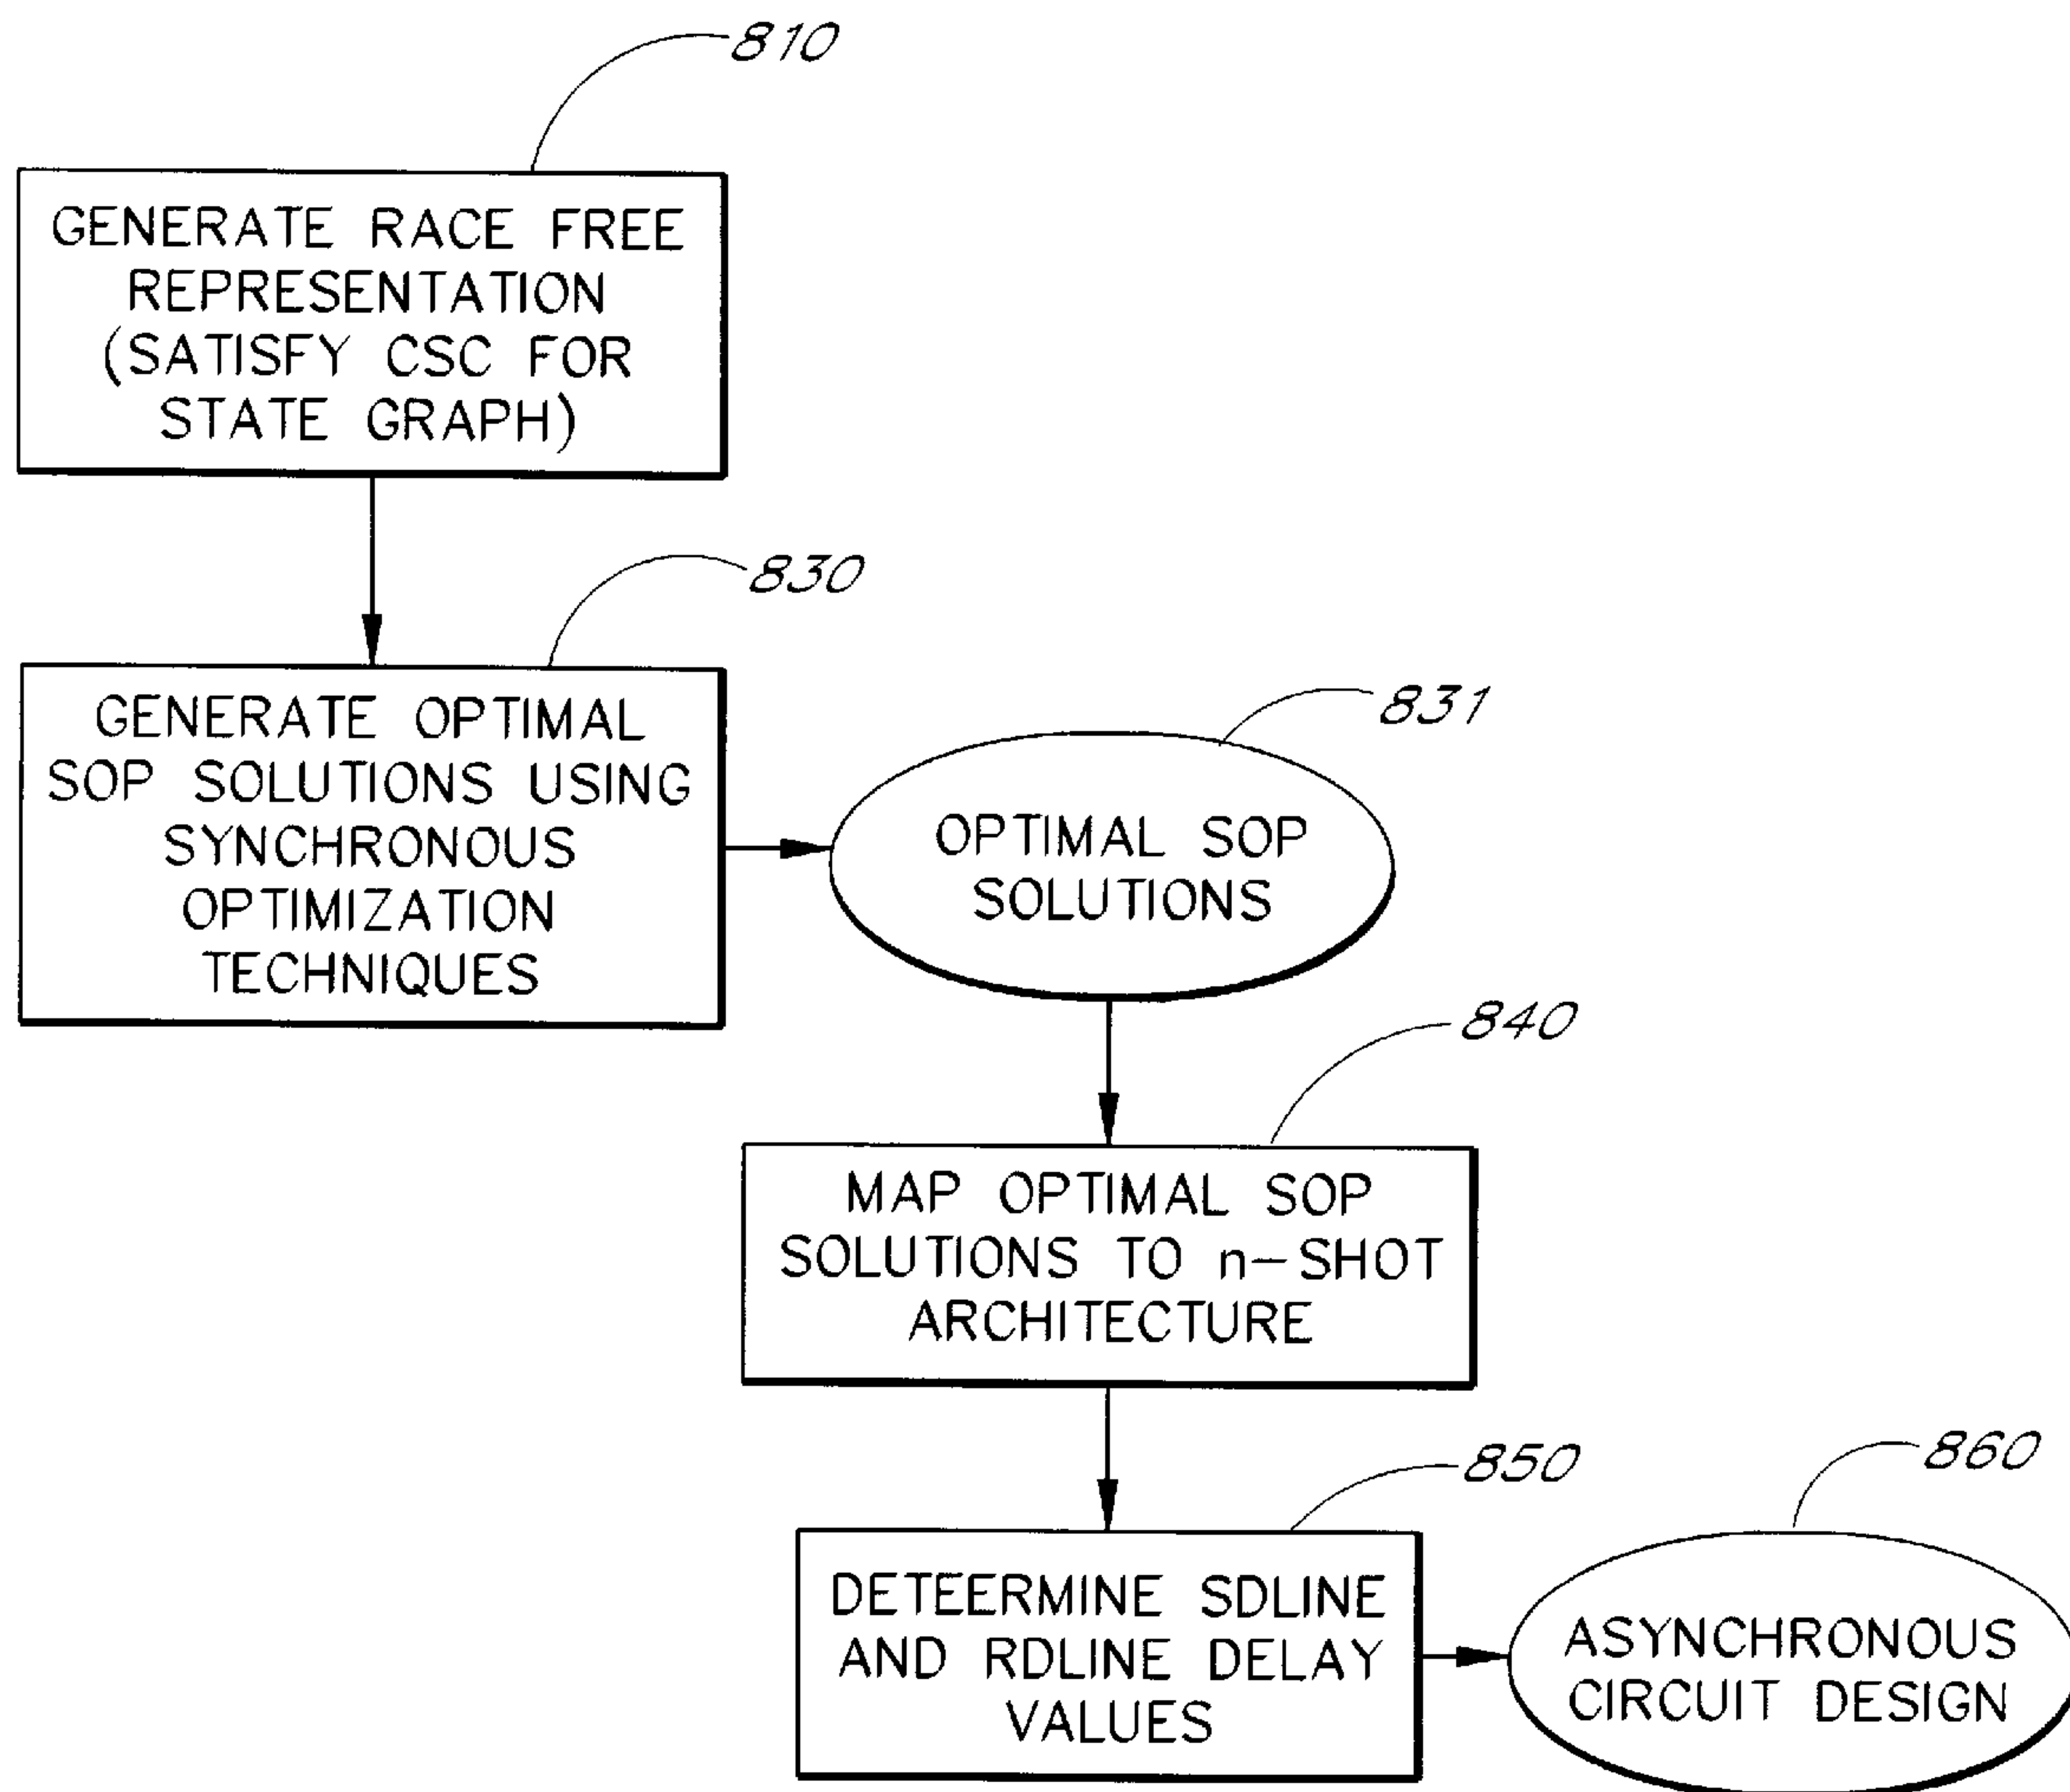 810
GENERATE RACE FREE
REPRESENTATION
(SATISFY CSC FOR
STATE GRAPH)
830
GENERATE OPTIMAL
SOP SOLUTIONS USING
SYNCHRONOUS
OPTIMIZATION
TECHNIQUES
831
OPTIMAL SOP
SOLUTIONS
840
MAP OPTIMAL SOP
SOLUTIONS TO n-SHOT
ARCHITECTURE
850
DETEERMINE SDLINE
AND RDLINE DELAY
VALUES
860
ASYNCHRONOUS
CIRCUIT DESIGN